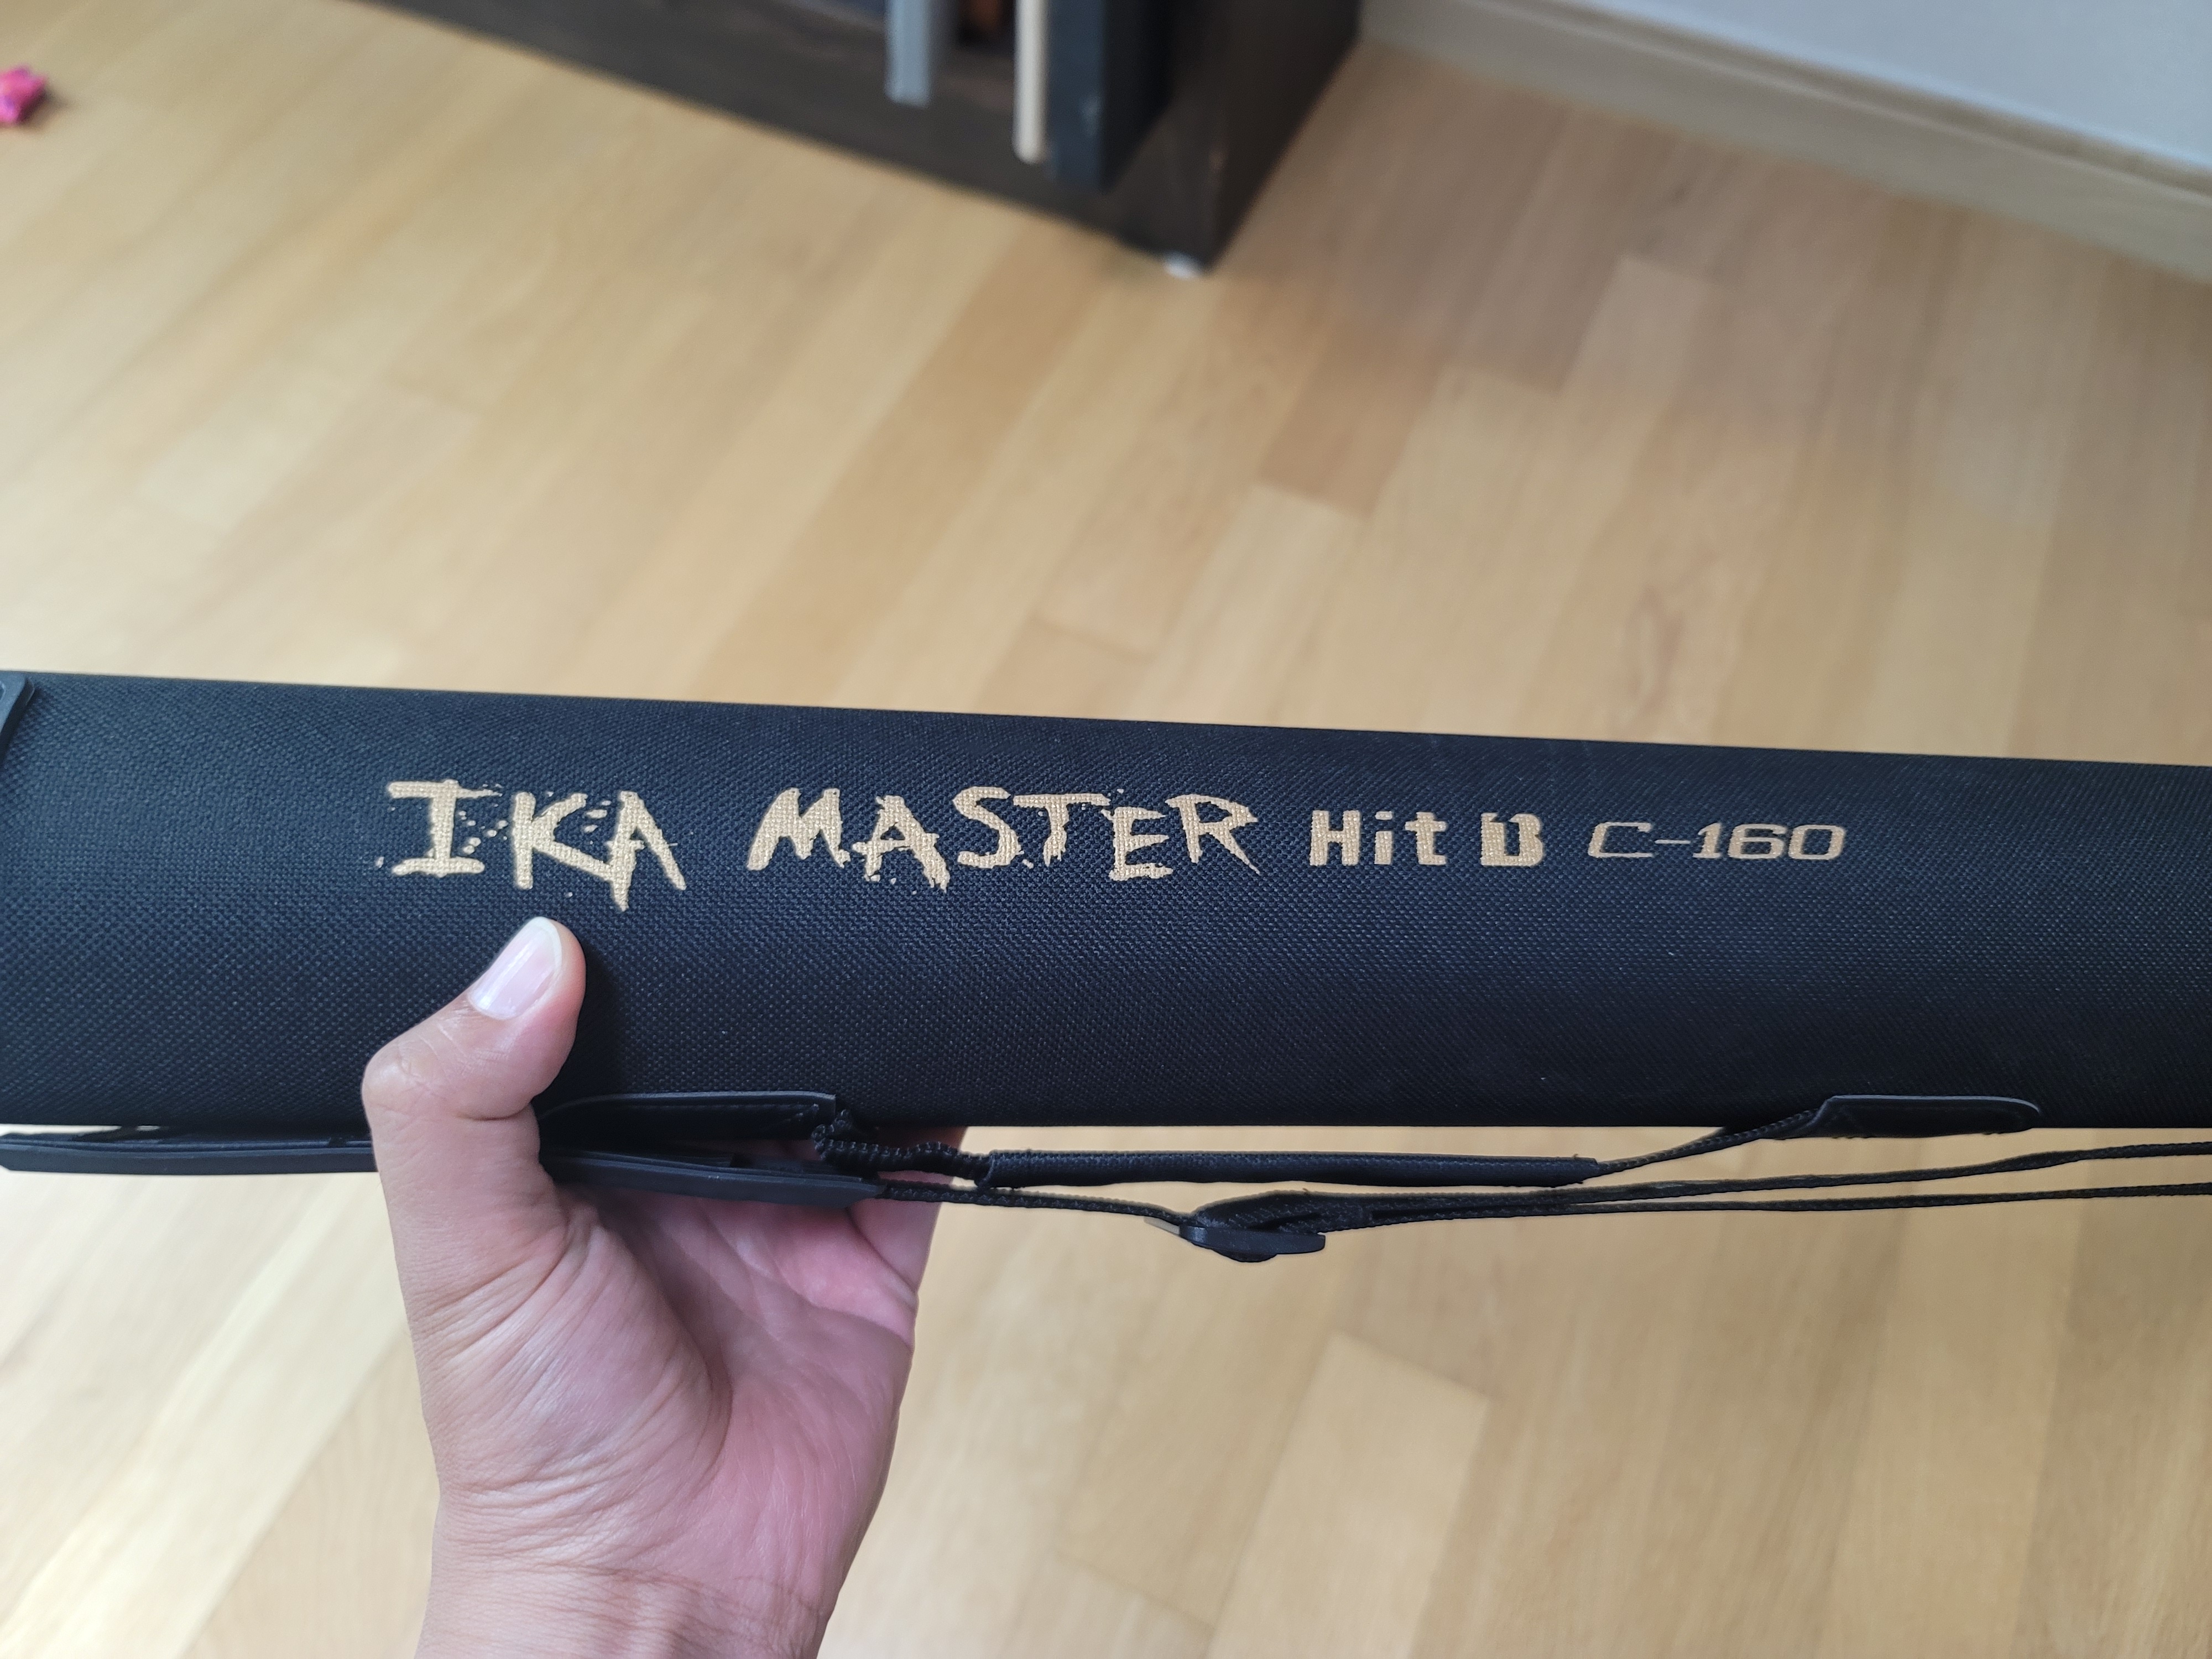 IKA MASTER Hit B C-160